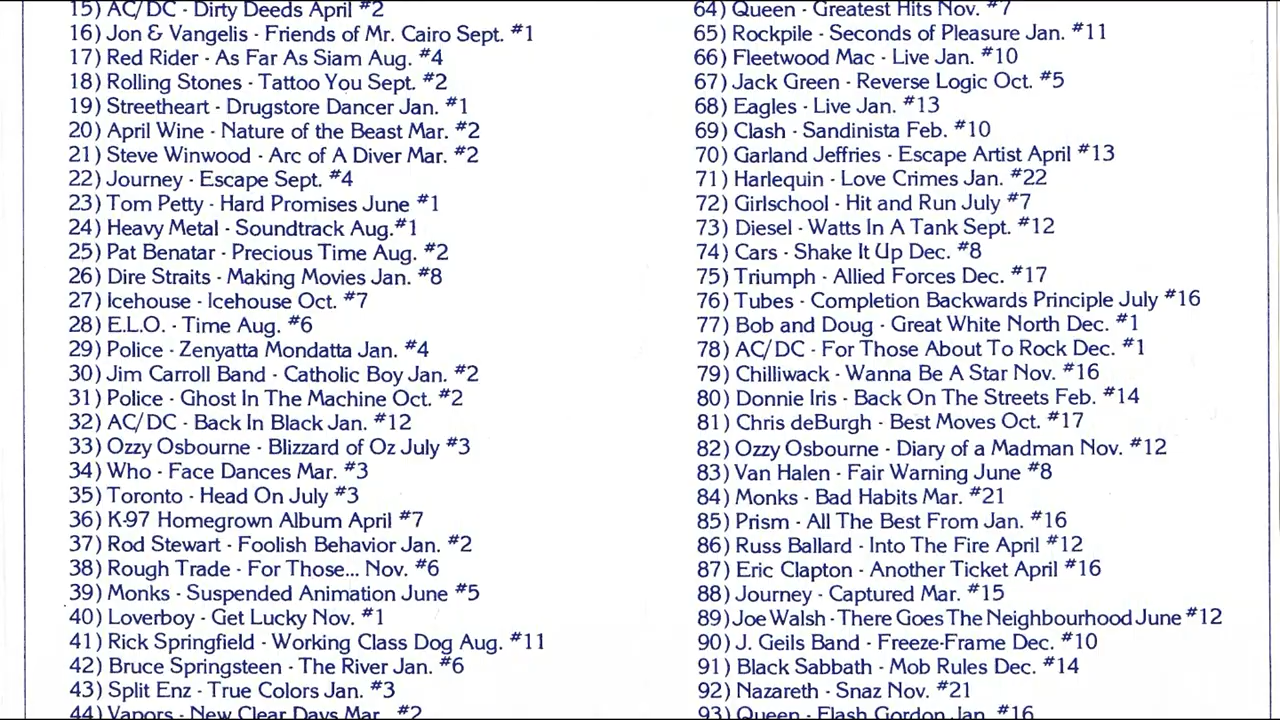 15) AC/DC - Dirty Deeds April #2
16) Jon & Vangelis - Friends of Mr. Cairo Sept. #1
17) Red Rider - As Far As Siam Aug. #4
18) Rolling Stones - Tattoo You Sept. #2
19) Streetheart - Drugstore Dancer Jan. #1
20) April Wine - Nature of the Beast Mar. #2
21) Steve Winwood - Arc of A Diver Mar. #2
22) Journey - Escape Sept. #4
23) Tom Petty - Hard Promises June #1
24) Heavy Metal - Soundtrack Aug.#1
25) Pat Benatar - Precious Time Aug. #2
26) Dire Straits - Making Movies Jan. #8
27) Icehouse - Icehouse Oct. #7
28) E.L.O. - Time Aug. #6
29) Police - Zenyatta Mondatta Jan. #4
30) Jim Carroll Band - Catholic Boy Jan. #2
31) Police - Ghost In The Machine Oct. #2
32) AC/DC - Back In Black Jan. #12
33) Ozzy Osbourne - Blizzard of Oz July #3
34) Who - Face Dances Mar. #3
35) Toronto - Head On July #3
36) K-97 Homegrown Album April #7
37) Rod Stewart - Foolish Behavior Jan. #2
38) Rough Trade - For Those... Nov. #6
39) Monks - Suspended Animation June #5
40) Loverboy - Get Lucky Nov. #1
41) Rick Springfield - Working Class Dog Aug. #11
42) Bruce Springsteen - The River Jan. #6
43) Split Enz - True Colors Jan. #3
44) Vapors - New Clear Days Mar. #2
64) Queen - Greatest Hits Nov. #7
65) Rockpile - Seconds of Pleasure Jan. #11
66) Fleetwood Mac - Live Jan. #10
67) Jack Green - Reverse Logic Oct. #5
68) Eagles - Live Jan. #13
69) Clash - Sandinista Feb. #10
70) Garland Jeffries - Escape Artist April #13
71) Harlequin - Love Crimes Jan. #22
72) Girlschool - Hit and Run July #7
73) Diesel - Watts In A Tank Sept. #12
74) Cars - Shake It Up Dec. #8
75) Triumph - Allied Forces Dec. #17
76) Tubes - Completion Backwards Principle July #16
77) Bob and Doug - Great White North Dec. #1
78) AC/DC - For Those About To Rock Dec. #1
79) Chilliwack - Wanna Be A Star Nov. #16
80) Donnie Iris - Back On The Streets Feb. #14
81) Chris deBurgh - Best Moves Oct. #17
82) Ozzy Osbourne - Diary of a Madman Nov. #12
83) Van Halen - Fair Warning June #8
84) Monks - Bad Habits Mar. #21
85) Prism - All The Best From Jan. #16
86) Russ Ballard - Into The Fire April #12
87) Eric Clapton - Another Ticket April #16
88) Journey - Captured Mar. #15
89) Joe Walsh - There Goes The Neighbourhood June #12
90) J. Geils Band - Freeze-Frame Dec. #10
91) Black Sabbath - Mob Rules Dec. #14
92) Nazareth - Snaz Nov. #21
93) Queen - Flash Gordon Jan. #16